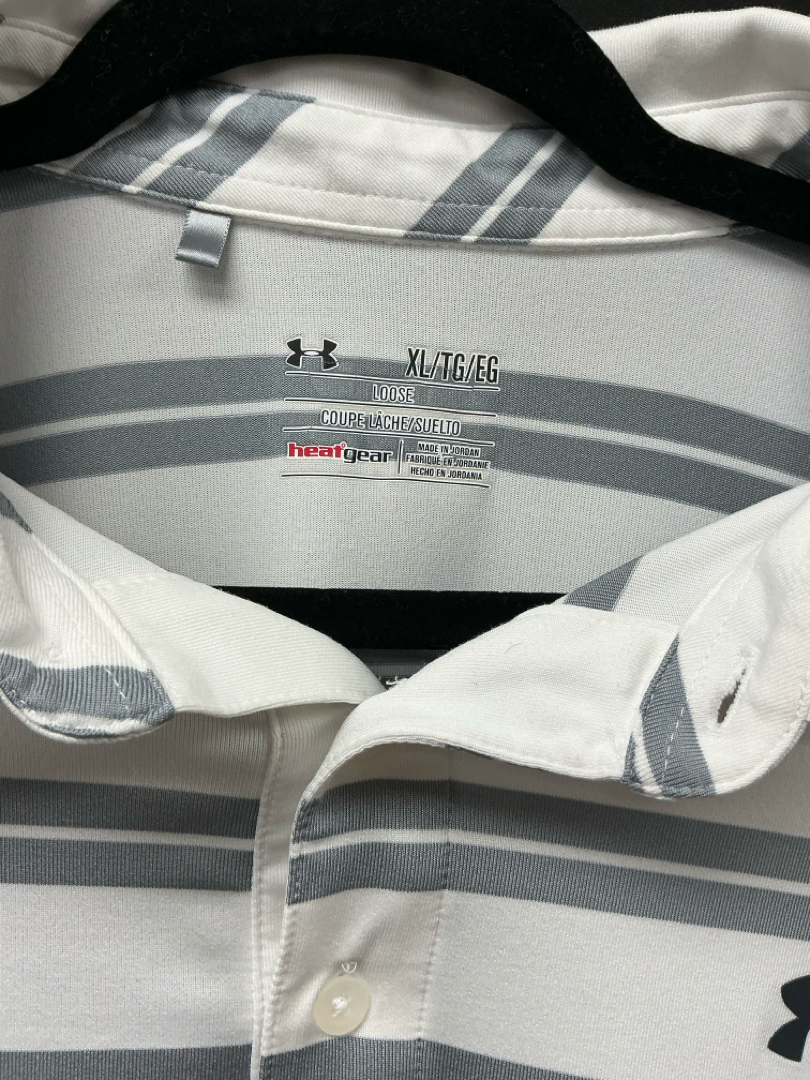 XL/TG/EG
LOOSE
COUPE LÂCHE/SUELTO
heatgear
MADE IN JORDAN
FABRIQUÉ EN JORDANIE
HECHO EN JORDANIA